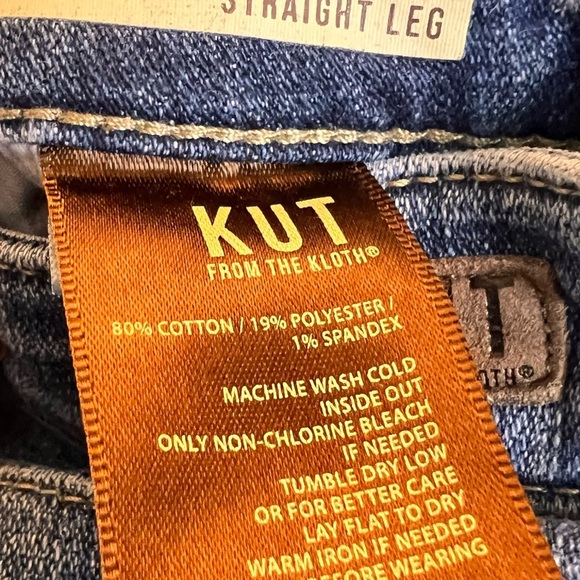 STRAIGHT LEG
KUT
FROM THE KLOTH®
80% COTTON / 19% POLYESTER /
1% SPANDEX
MACHINE WASH COLD
INSIDE OUT
ONLY NON-CHLORINE BLEACH
IF NEEDED
TUMBLE DRY LOW
OR FOR BETTER CARE
LAY FLAT TO DRY
WARM IRON IF NEEDED
BEFORE WEARING